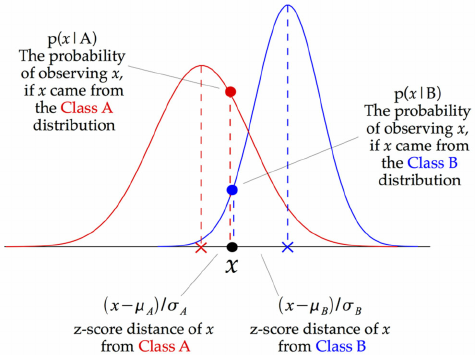 p(x|A)
The probability
of observing x,
if x came from
the Class A
distribution
p(x|B)
The probability
of observing x,
if x came from
the Class B
distribution
x
(x−μA)/σA
z-score distance of x
from Class A
(x−μB)/σB
z-score distance of x
from Class B